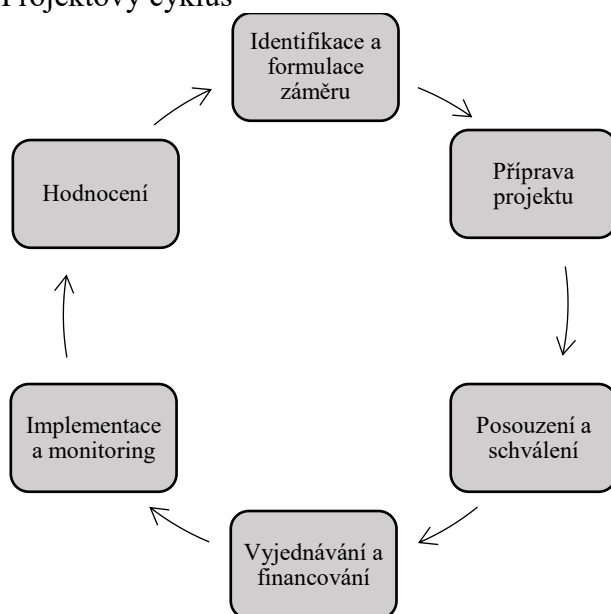 Projektový cyklus
Identifikace a
formulace
záměru
Příprava
projektu
Posouzení a
schválení
Vyjednávání a
financování
Implementace
a monitoring
Hodnocení